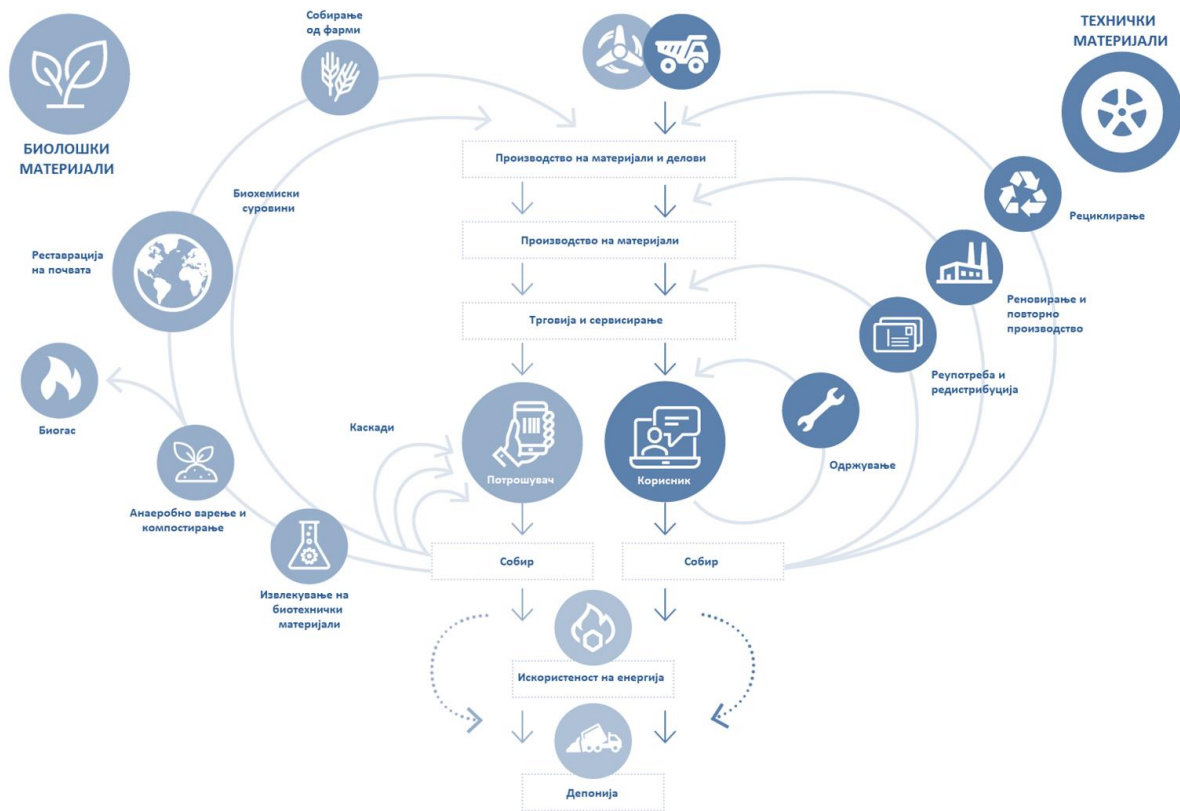 Собирање
од фарми
ТЕХНИЧКИ
МАТЕРИЈАЛИ
БИОЛОШКИ
МАТЕРИЈАЛИ
Производство на материјали и делови
Биохемиски
суровини
Рециклирање
Производство на материјали
Реставрација
на почвата
Реновирање и
повторно
производство
Трговија и сервисирање
Реупотреба и
редистрибуција
Биогас
Каскади
Одржување
Потрошувач
Корисник
Анаеробно варење и
компостирање
Собир
Собир
Извлекување на
биотехнички
материјали
Искористеност на енергија
Депонија